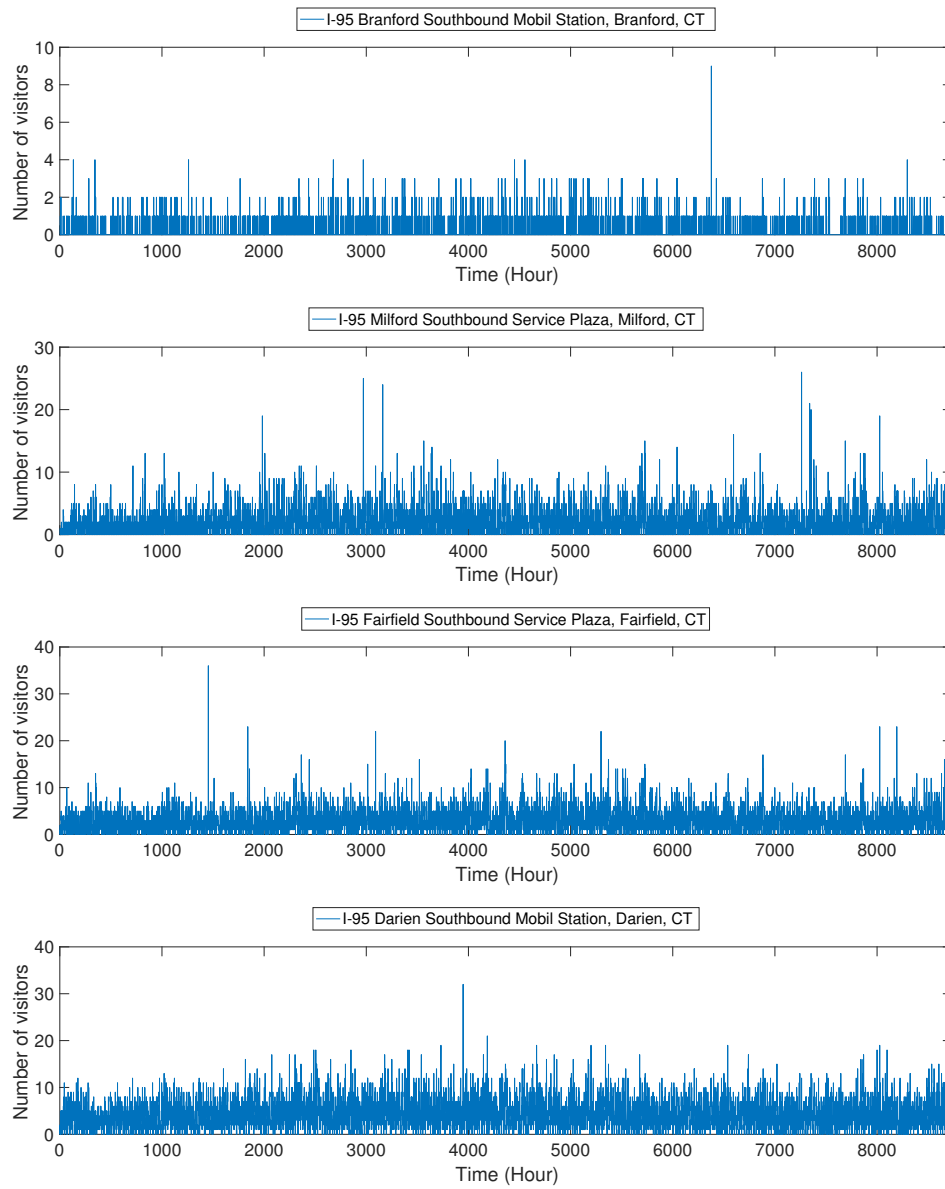 I-95 Branford Southbound Mobil Station, Branford, CT
10
8
6
4
2
0
Number of visitors
0 1000 2000 3000 4000 5000 6000 7000 8000
Time (Hour)
I-95 Milford Southbound Service Plaza, Milford, CT
30
20
10
0
Number of visitors
0 1000 2000 3000 4000 5000 6000 7000 8000
Time (Hour)
I-95 Fairfield Southbound Service Plaza, Fairfield, CT
40
30
20
10
0
Number of visitors
0 1000 2000 3000 4000 5000 6000 7000 8000
Time (Hour)
I-95 Darien Southbound Mobil Station, Darien, CT
40
30
20
10
0
Number of visitors
0 1000 2000 3000 4000 5000 6000 7000 8000
Time (Hour)